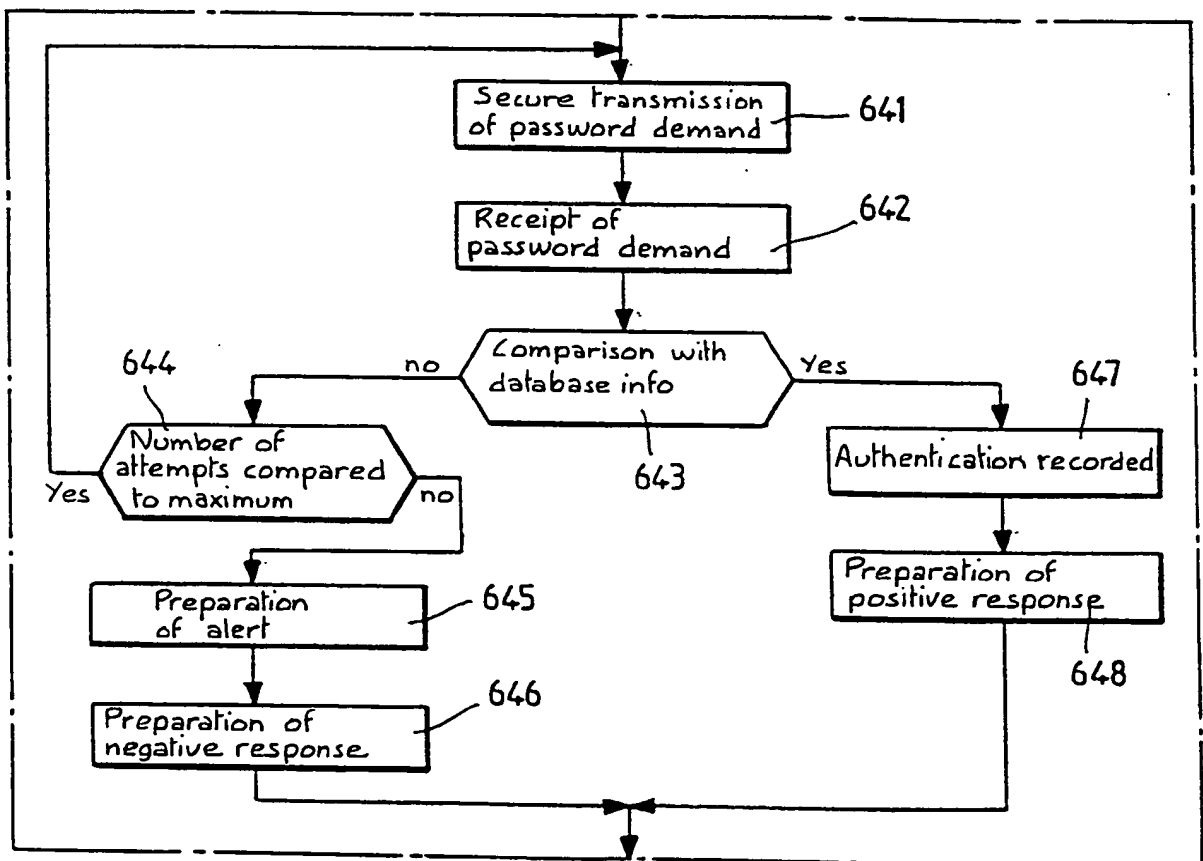 Secure transmission
of password demand
641
Receipt of
password demand
642
Comparison with
database info
643
no
Yes
644
Number of
attempts compared
to maximum
Yes
no
647
Authentication recorded
Preparation
of alert
645
Preparation of
positive response
648
Preparation of
negative response
646